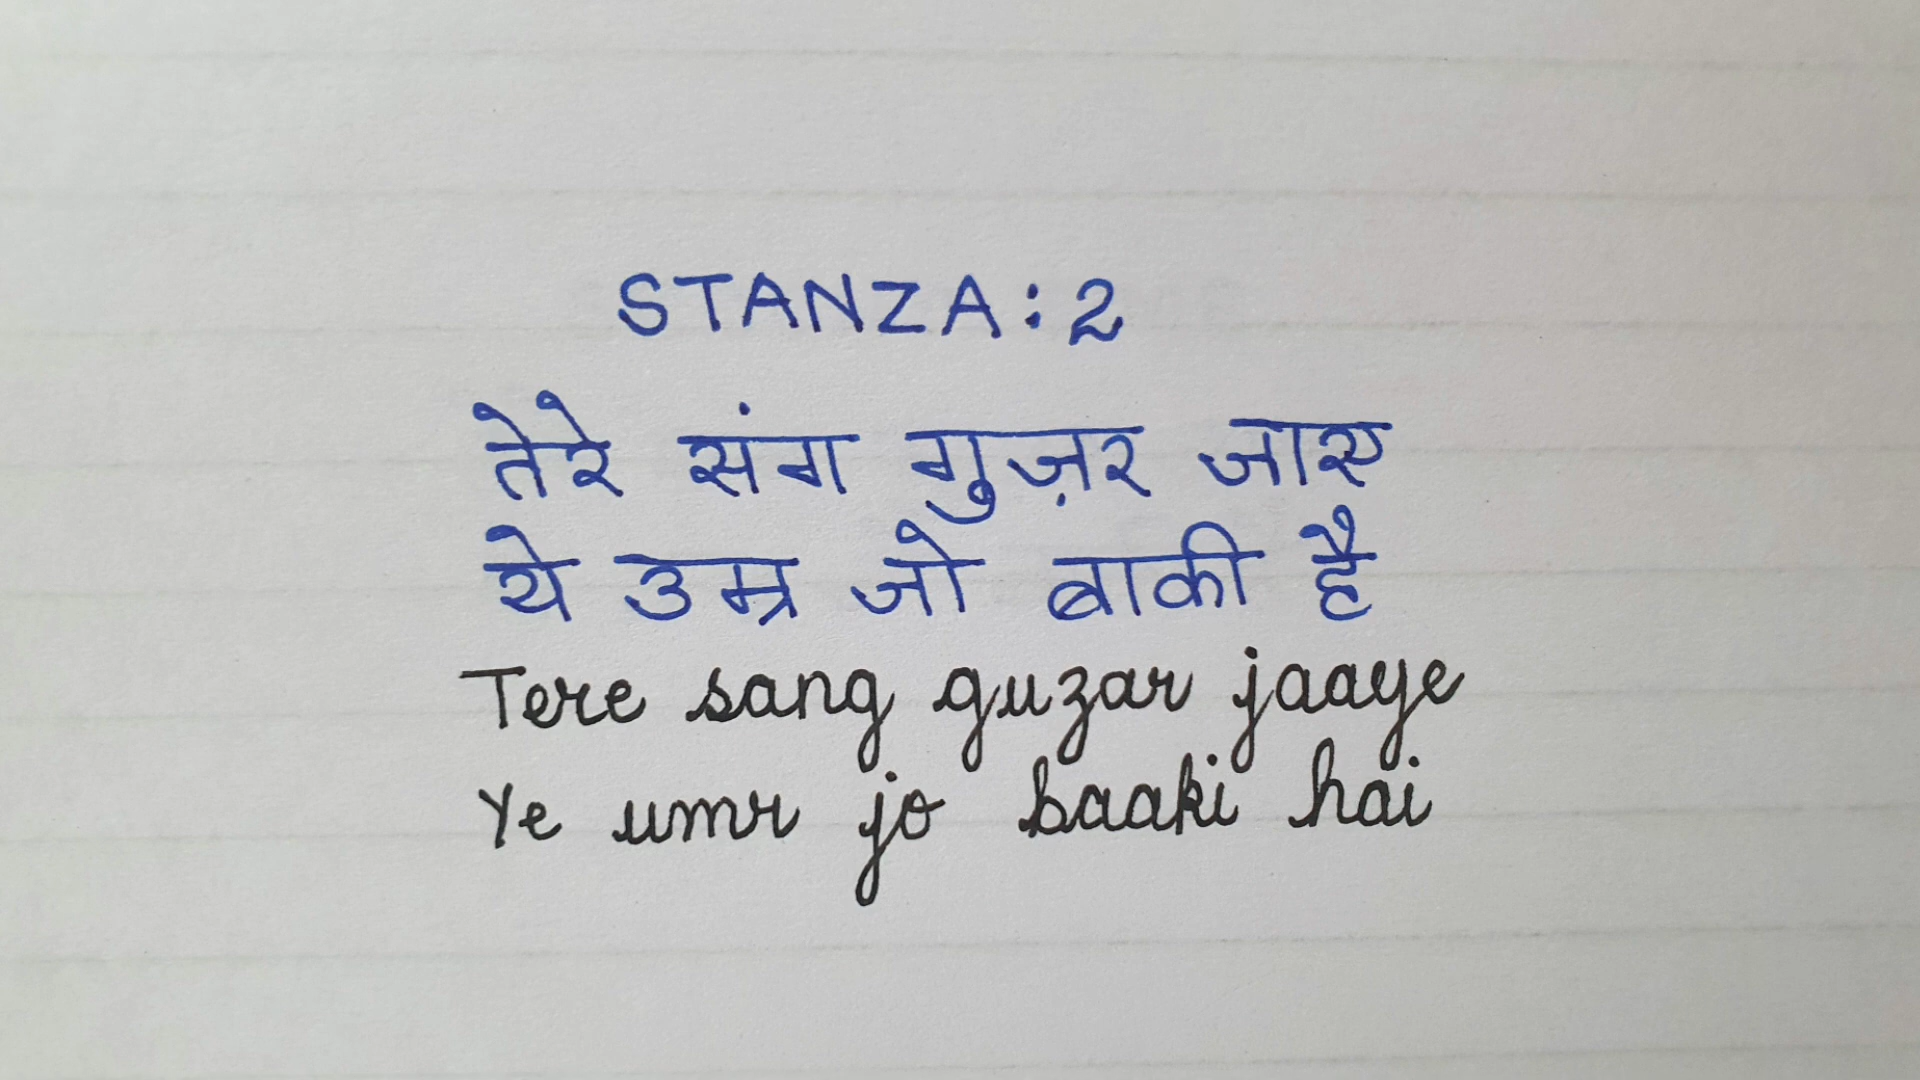 STANZA : 2
तेरे संग गुज़र जाए
ये उम्र जो बाकी है
Tere sang guzar jaaye
Ye umr jo baaki hai